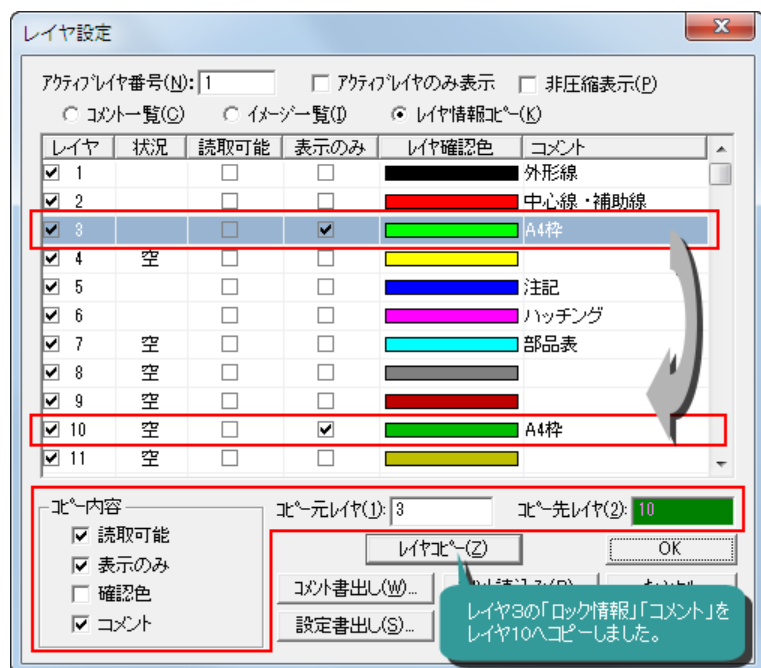 レイヤ設定
アクティブレイヤ番号(N): 1 アクティブレイヤのみ表示 非圧縮表示(P)
コメント一覧(C) イメージ一覧(I) レイヤ情報コピー(K)
レイヤ 状況 読取可能 表示のみ レイヤ確認色 コメント
1 外形線
2 中心線・補助線
3 A4枠
4 空
5 注記
6 ハッチング
7 空 部品表
8 空
9 空
10 空 A4枠
11 空
コピー内容 コピー元レイヤ(1): 3 コピー先レイヤ(2): 10
読取可能
レイヤコピー(Z) OK
表示のみ
確認色 コメント書出し(W)...
コメント 設定書出し(S)...
レイヤ3の「ロック情報」「コメント」を
レイヤ10へコピーしました。